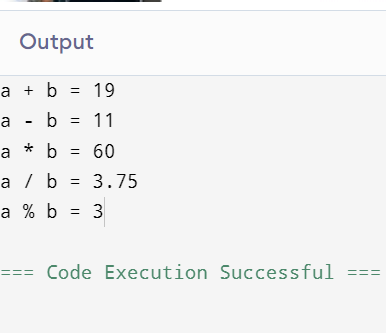 Output
a + b = 19
a - b = 11
a * b = 60
a / b = 3.75
a % b = 3
=== Code Execution Successful ===